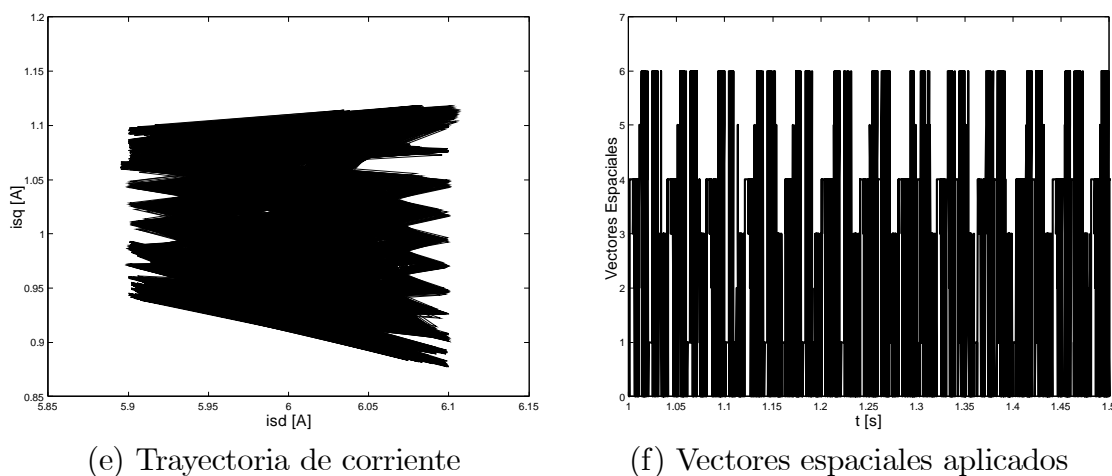 1.2
1.15
1.1
1.05
1
0.95
0.9
0.85
isq [A]
5.85 5.9 5.95 6 6.05 6.1 6.15
isd [A]
(e) Trayectoria de corriente
7
6
5
4
3
2
1
0
Vectores Espaciales
1 1.05 1.1 1.15 1.2 1.25 1.3 1.35 1.4 1.45 1.5
t [s]
(f) Vectores espaciales aplicados